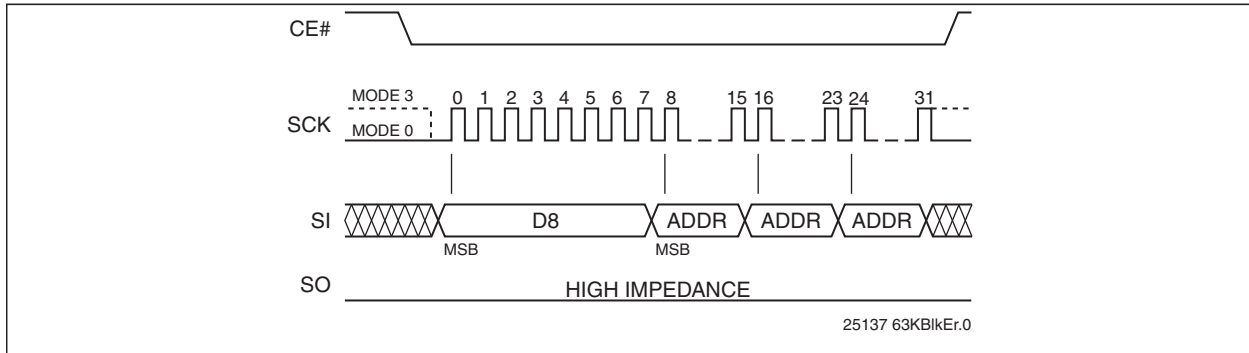 CE#
MODE 3
MODE 0
SCK
0 1 2 3 4 5 6 7 8 15 16 23 24 31
SI
D8 ADDR ADDR ADDR
MSB MSB
SO
HIGH IMPEDANCE
25137 63KBlkEr.0